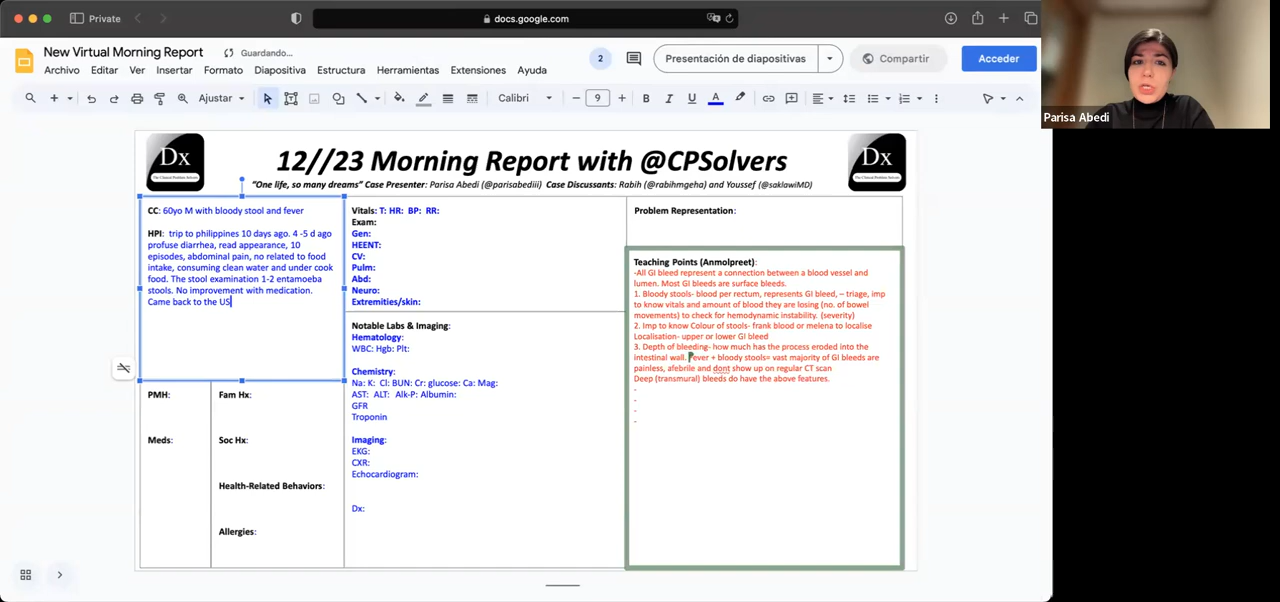 Private
docs.google.com
New Virtual Morning Report
Guardando...
2
Presentación de diapositivas
Compartir
Acceder
Archivo Editar Ver Insertar Formato Diapositiva Estructura Herramientas Extensiones Ayuda
Ajustar
Calibri
9
Parisa Abedi
Dx
The Clinical Problem Solvers
12//23 Morning Report with @CPSolvers
"One life, so many dreams" Case Presenter: Parisa Abedi (@parisabediii) Case Discussants: Rabih (@rabihmgeha) and Youssef (@saklawiMD)
Dx
The Clinical Problem Solvers
CC: 60yo M with bloody stool and fever
HPI: trip to philippines 10 days ago. 4 -5 d ago
profuse diarrhea, read appearance, 10
episodes, abdominal pain, no related to food
intake, consuming clean water and under cook
food. The stool examination 1-2 entamoeba
stools. No improvement with medication.
Came back to the US
PMH:
Meds:
Fam Hx:
Soc Hx:
Health-Related Behaviors:
Allergies:
Vitals: T: HR: BP: RR:
Exam:
Gen:
HEENT:
CV:
Pulm:
Abd:
Neuro:
Extremities/skin:
Notable Labs & Imaging:
Hematology:
WBC: Hgb: Plt:
Chemistry:
Na: K: Cl: BUN: Cr: glucose: Ca: Mag:
AST: ALT: Alk-P: Albumin:
GFR
Troponin
Imaging:
EKG:
CXR:
Echocardiogram:
Dx:
Problem Representation:
Teaching Points (Anmolpreet):
-All GI bleed represent a connection between a blood vessel and
lumen. Most GI bleeds are surface bleeds.
1. Bloody stools- blood per rectum, represents GI bleed, – triage, imp
to know vitals and amount of blood they are losing (no. of bowel
movements) to check for hemodynamic instability. (severity)
2. Imp to know Colour of stools- frank blood or melena to localise
Localisation- upper or lower GI bleed
3. Depth of bleeding- how much has the process eroded into the
intestinal wall. Fever + bloody stools= vast majority of GI bleeds are
painless, afebrile and dont show up on regular CT scan
Deep (transmural) bleeds do have the above features.
-
-
-
-